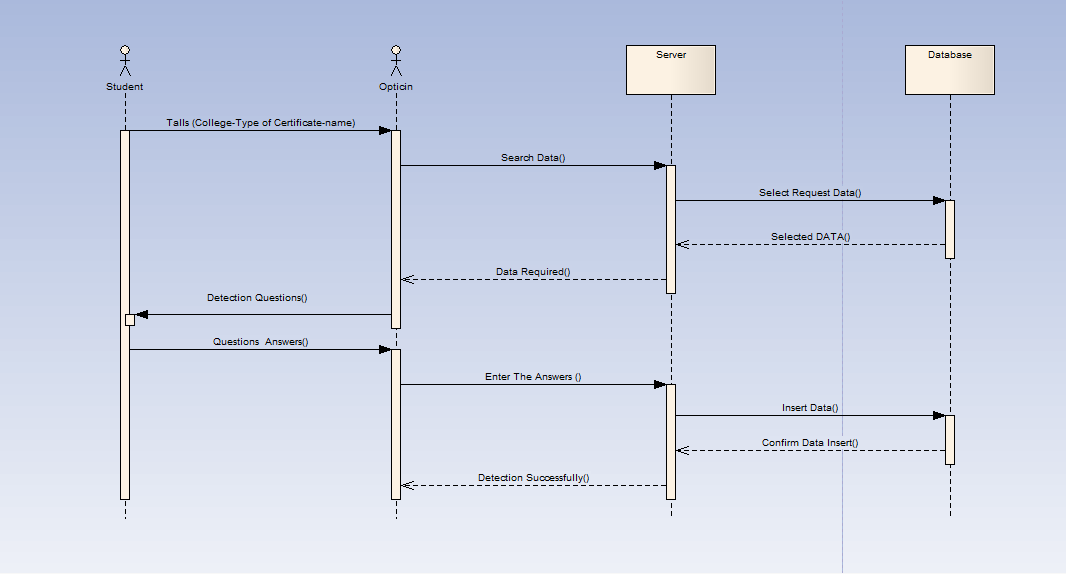 Server
Database
Student
Opticin
Talls (College-Type of Certificate-name)
Search Data()
Select Request Data()
Selected DATA()
Data Required()
Detection Questions()
Questions Answers()
Enter The Answers ()
Insert Data()
Confirm Data Insert()
Detection Successfully()